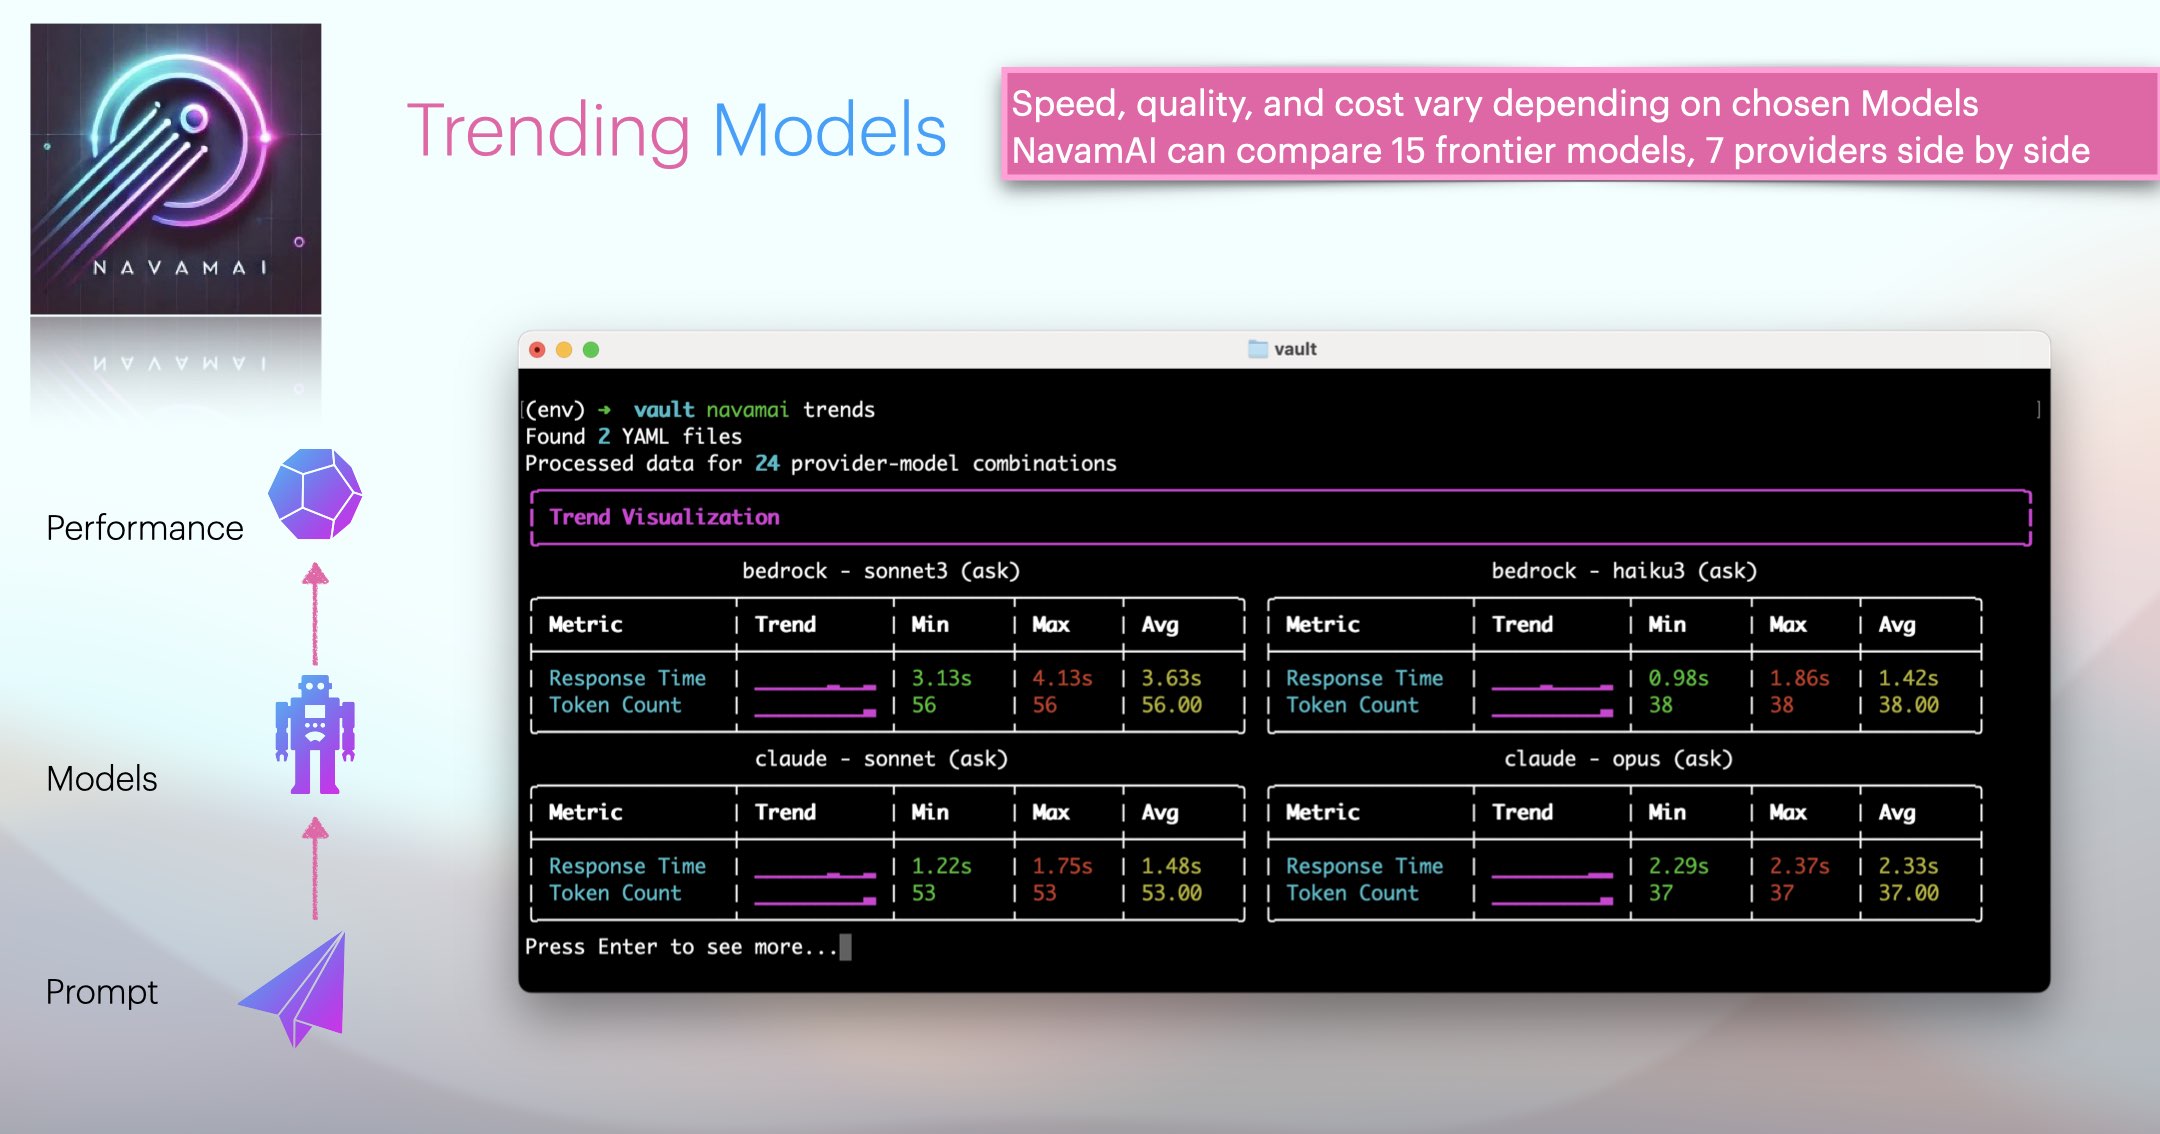 NAVAMAI
Trending Models
Speed, quality, and cost vary depending on chosen Models
NavamAI can compare 15 frontier models, 7 providers side by side
Performance
Models
Prompt
vault
(env) ➜ vault navamai trends
Found 2 YAML files
Processed data for 24 provider-model combinations
Trend Visualization
bedrock - sonnet3 (ask)
Metric Trend Min Max Avg
Response Time 3.13s 4.13s 3.63s
Token Count 56 56 56.00
bedrock - haiku3 (ask)
Metric Trend Min Max Avg
Response Time 0.98s 1.86s 1.42s
Token Count 38 38 38.00
claude - sonnet (ask)
Metric Trend Min Max Avg
Response Time 1.22s 1.75s 1.48s
Token Count 53 53 53.00
claude - opus (ask)
Metric Trend Min Max Avg
Response Time 2.29s 2.37s 2.33s
Token Count 37 37 37.00
Press Enter to see more...